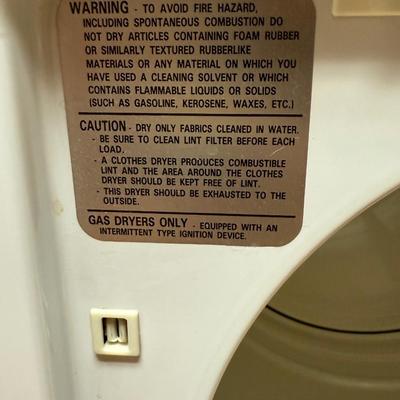 WARNING - TO AVOID FIRE HAZARD,
INCLUDING SPONTANEOUS COMBUSTION DO
NOT DRY ARTICLES CONTAINING FOAM RUBBER
OR SIMILARLY TEXTURED RUBBERLIKE
MATERIALS OR ANY MATERIAL ON WHICH YOU
HAVE USED A CLEANING SOLVENT OR WHICH
CONTAINS FLAMMABLE LIQUIDS OR SOLIDS
(SUCH AS GASOLINE, KEROSENE, WAXES, ETC.)
CAUTION - DRY ONLY FABRICS CLEANED IN WATER.
- BE SURE TO CLEAN LINT FILTER BEFORE EACH
LOAD.
- A CLOTHES DRYER PRODUCES COMBUSTIBLE
LINT AND THE AREA AROUND THE CLOTHES
DRYER SHOULD BE KEPT FREE OF LINT.
- THIS DRYER SHOULD BE EXHAUSTED TO THE
OUTSIDE.
GAS DRYERS ONLY - EQUIPPED WITH AN
INTERMITTENT TYPE IGNITION DEVICE.